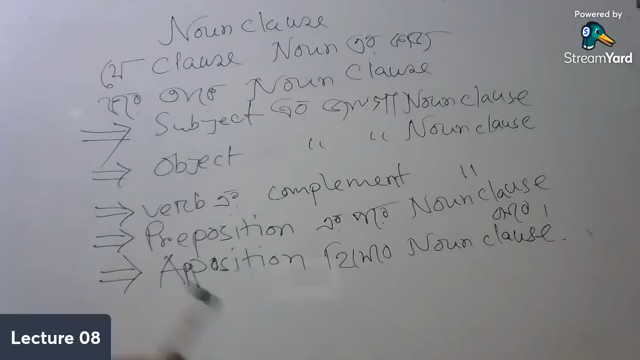 Noun clause
যে clause Noun এর কাজ
করে তাকে Noun Clause
⇒ Subject এর Noun clause
⇒ Object " " Noun clause
⇒ verb এর complement "
⇒ Preposition এর পরে Noun clause
⇒ Apposition হিসাবে Noun clause.
Powered by
StreamYard
Lecture 08